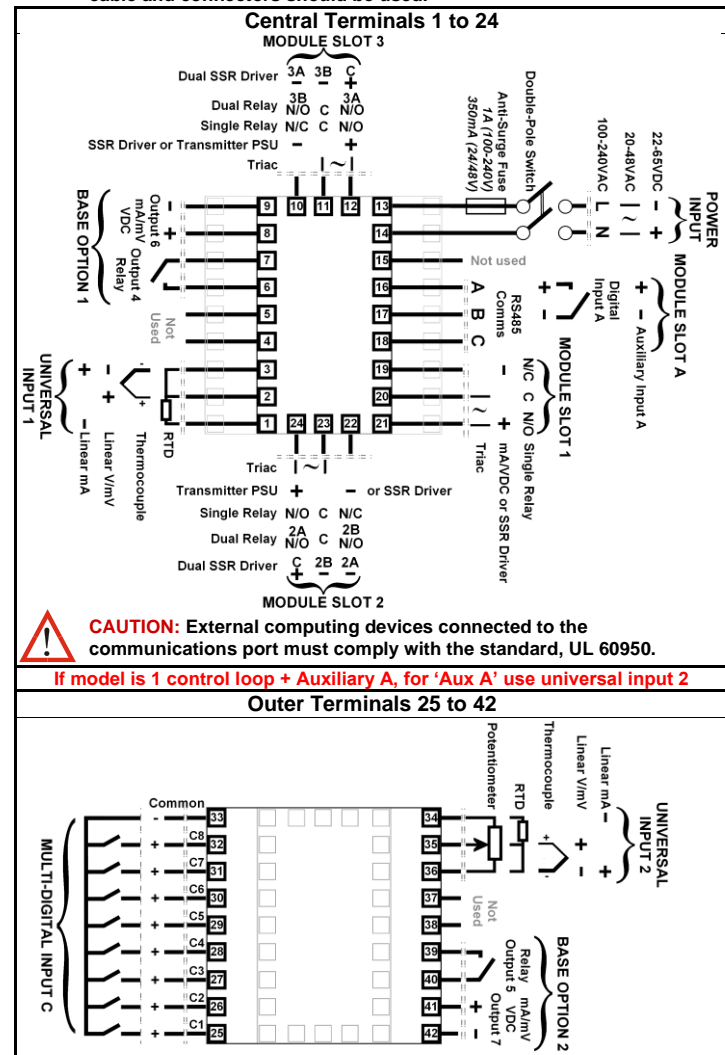 cable and connectors should be used.
Central Terminals 1 to 24
MODULE SLOT 3
Dual SSR Driver 3A 3B C
− − +
Dual Relay 3B N/O C 3A N/O
Single Relay N/C C N/O
SSR Driver or Transmitter PSU − +
Triac | ~ |
9 10 11 12 13
8 14
7 15
6 16
5 17
4 18
3 19
2 20
1 24 23 22 21
BASE OPTION 1
Output 6
mA/mV
VDC
− +
Output 4
Relay
Not
Used
UNIVERSAL
INPUT 1
+ − Linear mA
− + Linear V/mV
- + Thermocouple
RTD
Anti-Surge Fuse
1A (100-240V)
350mA (24/48V)
Double-Pole Switch
100-240VAC L N
20-48VAC | ~ |
22-65VDC − +
POWER
INPUT
Not used
A B C
RS485
Comms
+ −
Digital
Input A
+ − Auxiliary Input A
MODULE SLOT A
MODULE SLOT 1
N/C C N/O Single Relay
− + mA/VDC or SSR Driver
| ~ | Triac
Triac | ~ |
Transmitter PSU + − or SSR Driver
Single Relay N/O C N/C
Dual Relay 2A N/O C 2B N/O
Dual SSR Driver C 2B 2A
+ − −
MODULE SLOT 2
!
CAUTION: External computing devices connected to the
communications port must comply with the standard, UL 60950.
If model is 1 control loop + Auxiliary A, for ‘Aux A’ use universal input 2
Outer Terminals 25 to 42
MULTI-DIGITAL INPUT C
Common
- 33
+ C8 32
+ C7 31
+ C6 30
+ C5 29
+ C4 28
+ C3 27
+ C2 26
+ C1 25
34
35
36
37
38
39
40
41
42
Potentiometer
RTD
Thermocouple + -
Linear V/mV + −
Linear mA − +
UNIVERSAL
INPUT 2
Not
Used
Relay
Output 5
mA/mV
VDC
Output 7
+ −
BASE OPTION 2